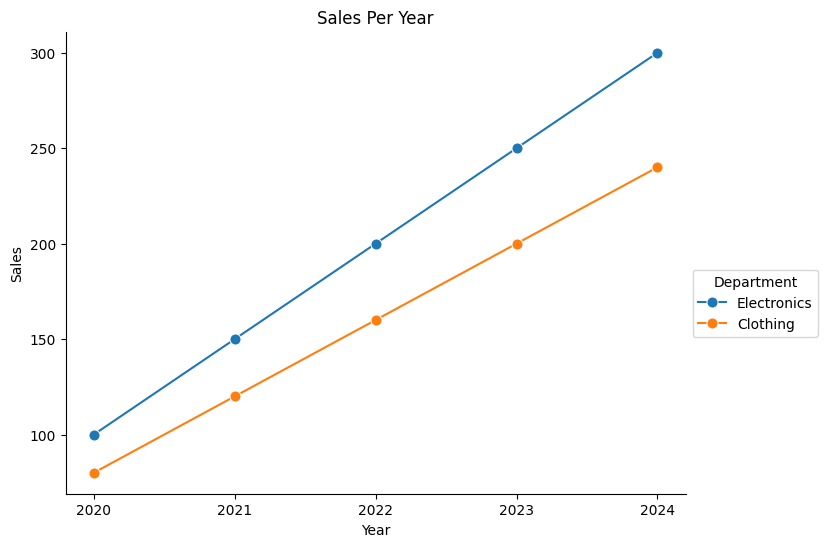 Sales Per Year
300
250
200
150
100
Sales
2020 2021 2022 2023 2024
Year
Department
Electronics
Clothing